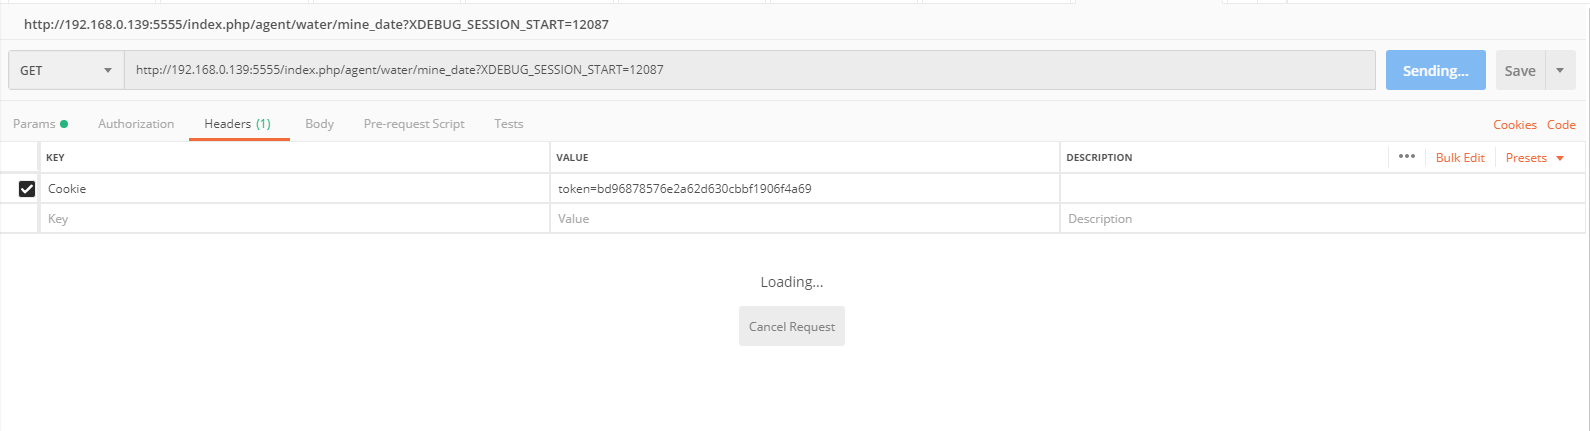 http://192.168.0.139:5555/index.php/agent/water/mine_date?XDEBUG_SESSION_START=12087
GET http://192.168.0.139:5555/index.php/agent/water/mine_date?XDEBUG_SESSION_START=12087 Sending... Save
Params Authorization Headers (1) Body Pre-request Script Tests Cookies Code
KEY VALUE DESCRIPTION ••• Bulk Edit Presets
Cookie token=bd96878576e2a62d630cbbf1906f4a69
Key Value Description
Loading...
Cancel Request